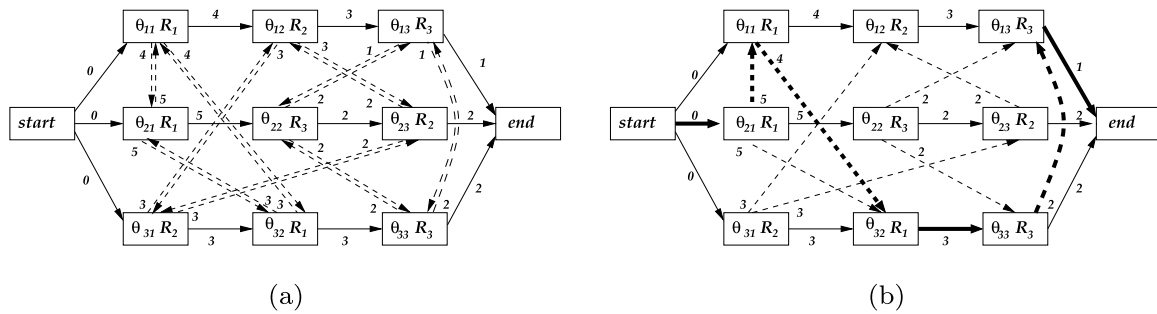 4 3 4 3
θ11 R1 θ12 R2 θ13 R3 θ11 R1 θ12 R2 θ13 R3
4 4 3 3 1 1 4
0 1 0 1
5 2 2 5 2 2
start 0 θ21 R1 5 θ22 R3 2 θ23 R2 2 end start 0 θ21 R1 5 θ22 R3 2 θ23 R2 2 end
5 2 2 5 2
0 2 0 2
3 3 3 3 2 3 3 2
θ31 R2 3 θ32 R1 3 θ33 R3 θ31 R2 3 θ32 R1 3 θ33 R3
(a) (b)